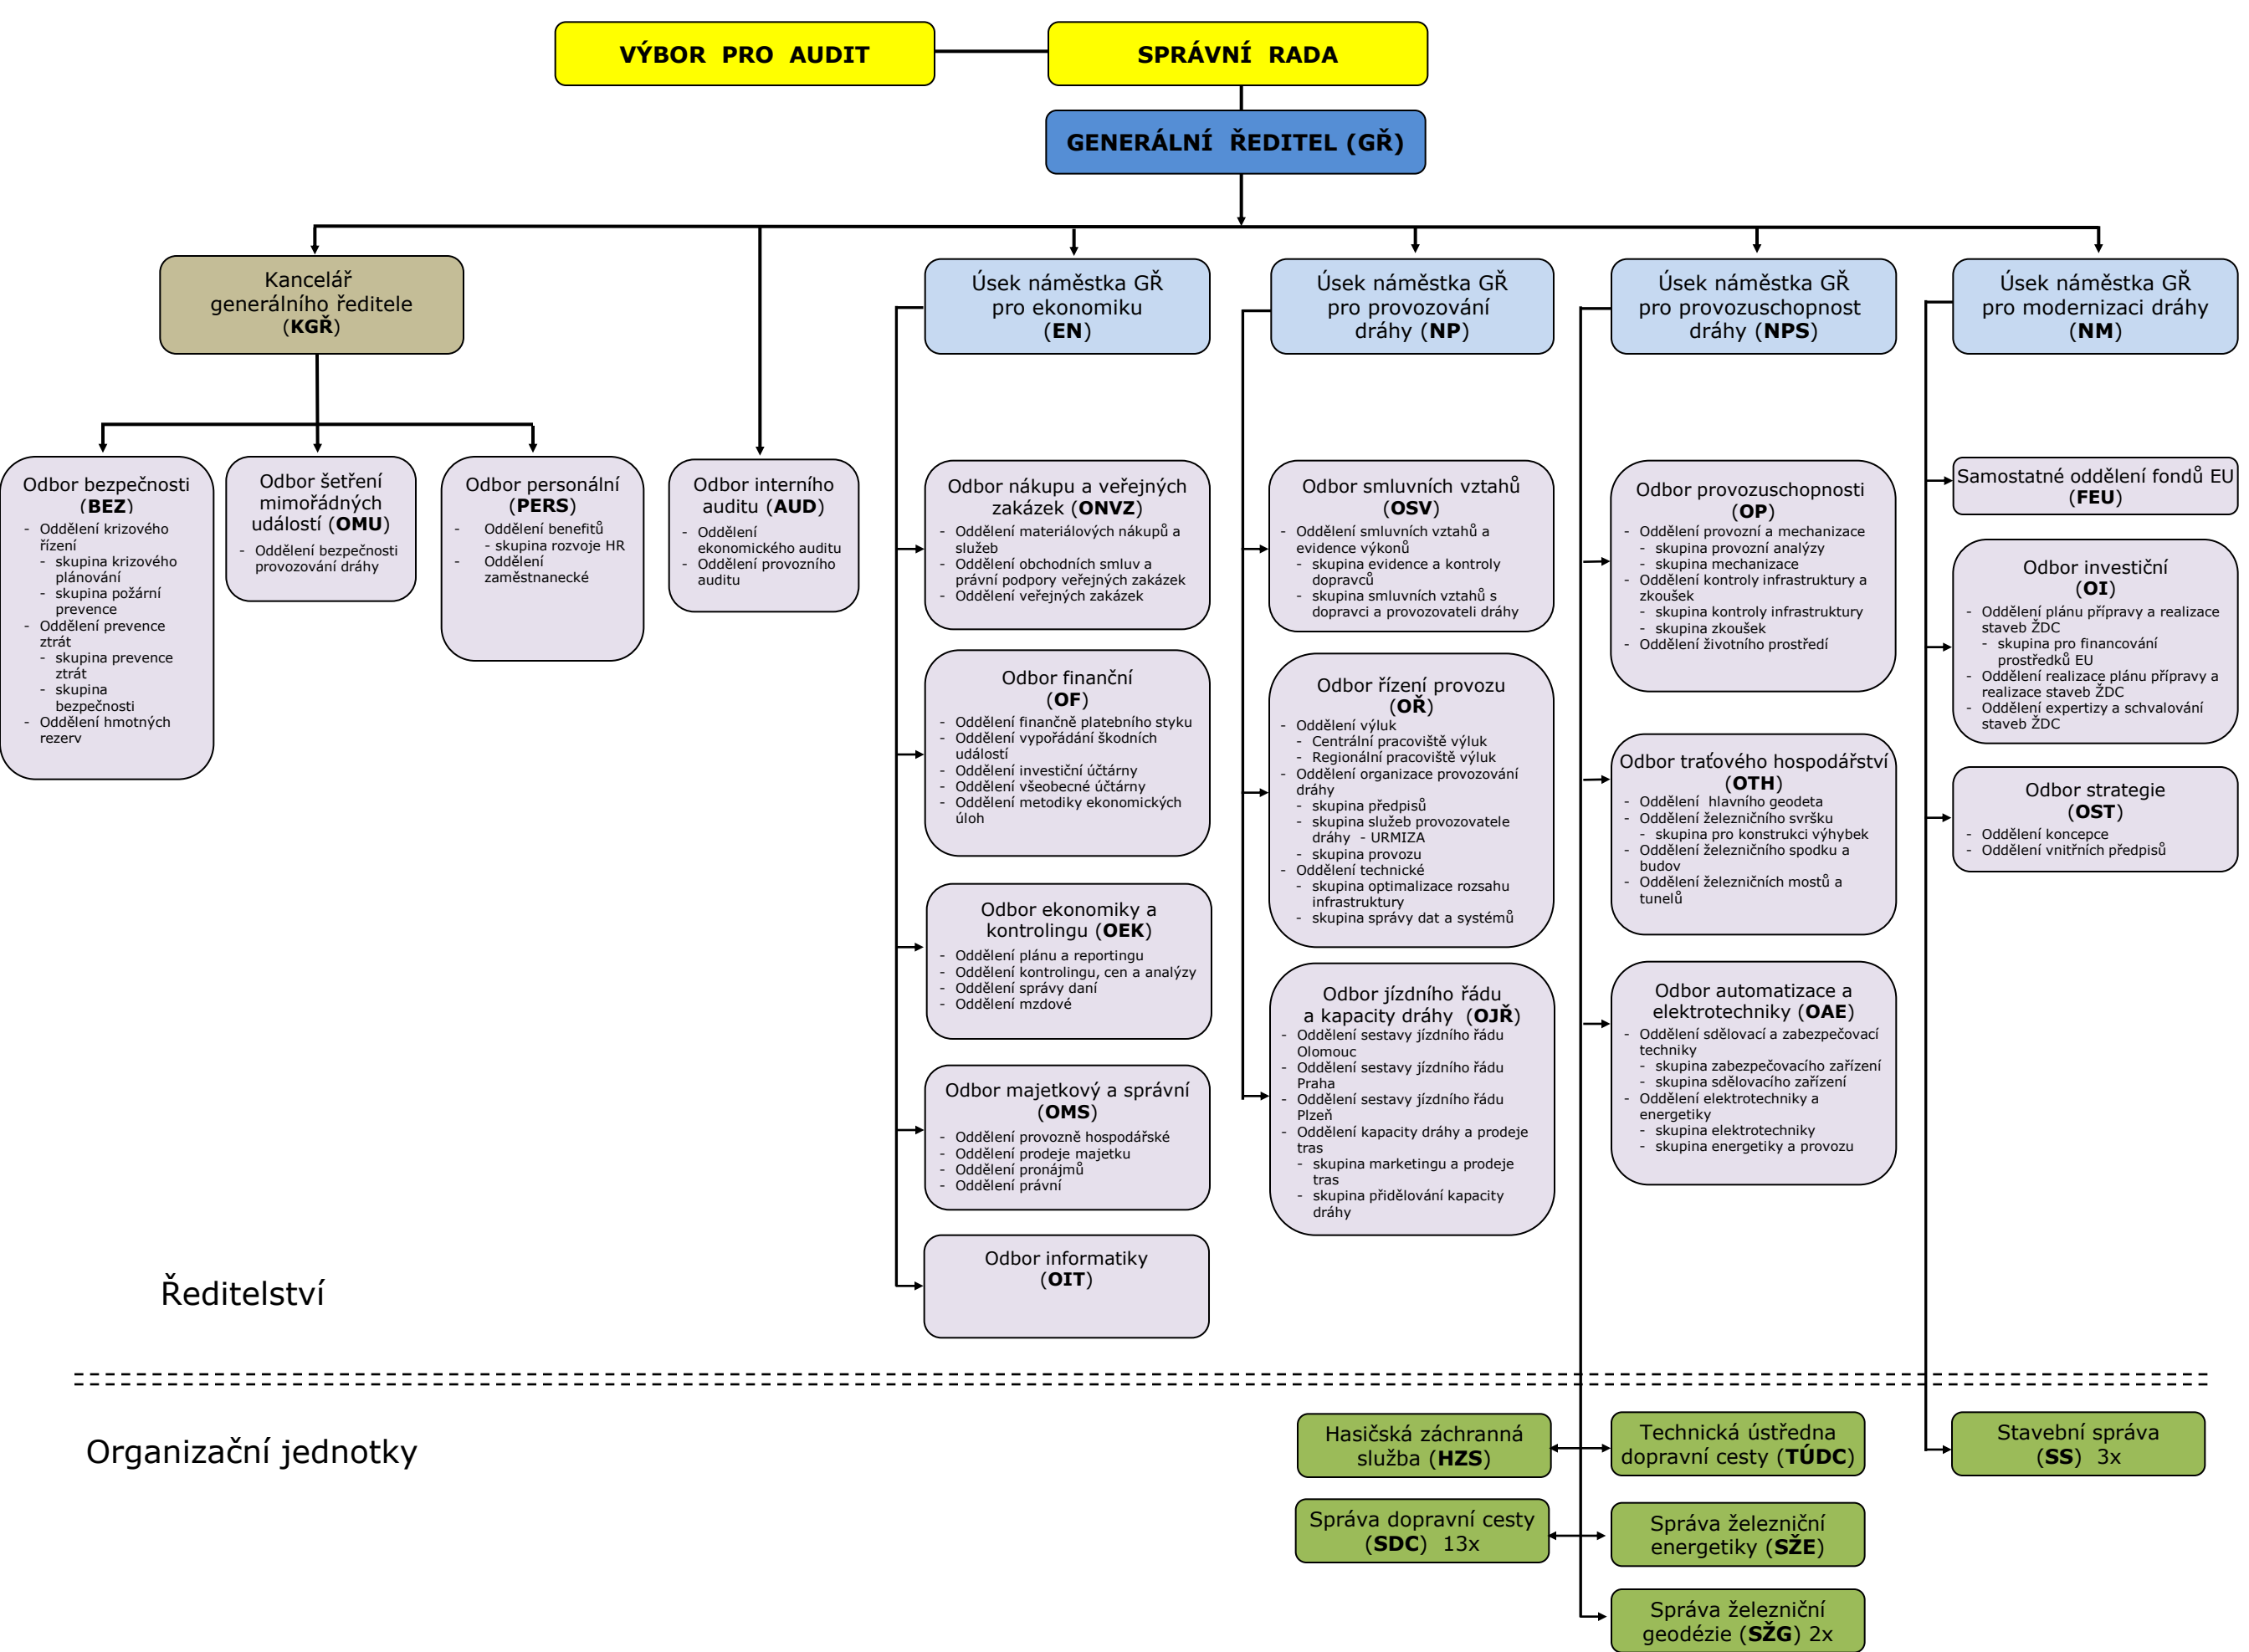 VÝBOR PRO AUDIT
SPRÁVNÍ RADA
GENERÁLNÍ ŘEDITEL (GŘ)
Kancelář
generálního ředitele
(KGŘ)
Úsek náměstka GŘ
pro ekonomiku
(EN)
Úsek náměstka GŘ
pro provozování
dráhy (NP)
Úsek náměstka GŘ
pro provozuschopnost
dráhy (NPS)
Úsek náměstka GŘ
pro modernizaci dráhy
(NM)
Odbor bezpečnosti
(BEZ)
- Oddělení krizového
řízení
- skupina krizového
plánování
- skupina požární
prevence
- Oddělení prevence
ztrát
- skupina prevence
ztrát
- skupina
bezpečnosti
- Oddělení hmotných
rezerv
Odbor šetření
mimořádných
událostí (OMU)
- Oddělení bezpečnosti
provozování dráhy
Odbor personální
(PERS)
- Oddělení benefitů
- skupina rozvoje HR
- Oddělení
zaměstnanecké
Odbor interního
auditu (AUD)
- Oddělení
ekonomického auditu
- Oddělení provozního
auditu
Odbor nákupu a veřejných
zakázek (ONVZ)
- Oddělení materiálových nákupů a
služeb
- Oddělení obchodních smluv a
právní podpory veřejných zakázek
- Oddělení veřejných zakázek
Odbor finanční
(OF)
- Oddělení finančně platebního styku
- Oddělení vypořádání škodních
událostí
- Oddělení investiční účtárny
- Oddělení všeobecné účtárny
- Oddělení metodiky ekonomických
úloh
Odbor ekonomiky a
kontrolingu (OEK)
- Oddělení plánu a reportingu
- Oddělení kontrolingu, cen a analýzy
- Oddělení správy daní
- Oddělení mzdové
Odbor majetkový a správní
(OMS)
- Oddělení provozně hospodářské
- Oddělení prodeje majetku
- Oddělení pronájmů
- Oddělení právní
Odbor informatiky
(OIT)
Odbor smluvních vztahů
(OSV)
- Oddělení smluvních vztahů a
evidence výkonů
- skupina evidence a kontroly
dopravců
- skupina smluvních vztahů s
dopravci a provozovateli dráhy
Odbor řízení provozu
(OŘ)
- Oddělení výluk
- Centrální pracoviště výluk
- Regionální pracoviště výluk
- Oddělení organizace provozování
dráhy
- skupina předpisů
- skupina služeb provozovatele
dráhy - URMIZA
- skupina provozu
- Oddělení technické
- skupina optimalizace rozsahu
infrastruktury
- skupina správy dat a systémů
Odbor jízdního řádu
a kapacity dráhy (OJŘ)
- Oddělení sestavy jízdního řádu
Olomouc
- Oddělení sestavy jízdního řádu
Praha
- Oddělení sestavy jízdního řádu
Plzeň
- Oddělení kapacity dráhy a prodeje
tras
- skupina marketingu a prodeje
tras
- skupina přidělování kapacity
dráhy
Odbor provozuschopnosti
(OP)
- Oddělení provozní a mechanizace
- skupina provozní analýzy
- skupina mechanizace
- Oddělení kontroly infrastruktury a
zkoušek
- skupina kontroly infrastruktury
- skupina zkoušek
- Oddělení životního prostředí
Odbor traťového hospodářství
(OTH)
- Oddělení hlavního geodeta
- Oddělení železničního svršku
- skupina pro konstrukci výhybek
- Oddělení železničního spodku a
budov
- Oddělení železničních mostů a
tunelů
Odbor automatizace a
elektrotechniky (OAE)
- Oddělení sdělovací a zabezpečovací
techniky
- skupina zabezpečovacího zařízení
- skupina sdělovacího zařízení
- Oddělení elektrotechniky a
energetiky
- skupina elektrotechniky
- skupina energetiky a provozu
Samostatné oddělení fondů EU
(FEU)
Odbor investiční
(OI)
- Oddělení plánu přípravy a realizace
staveb ŽDC
- skupina pro financování
prostředků EU
- Oddělení realizace plánu přípravy a
realizace staveb ŽDC
- Oddělení expertizy a schvalování
staveb ŽDC
Odbor strategie
(OST)
- Oddělení koncepce
- Oddělení vnitřních předpisů
Ředitelství
Organizační jednotky
Hasičská záchranná
služba (HZS)
Technická ústředna
dopravní cesty (TÚDC)
Stavební správa
(SS) 3x
Správa dopravní cesty
(SDC) 13x
Správa železniční
energetiky (SŽE)
Správa železniční
geodézie (SŽG) 2x